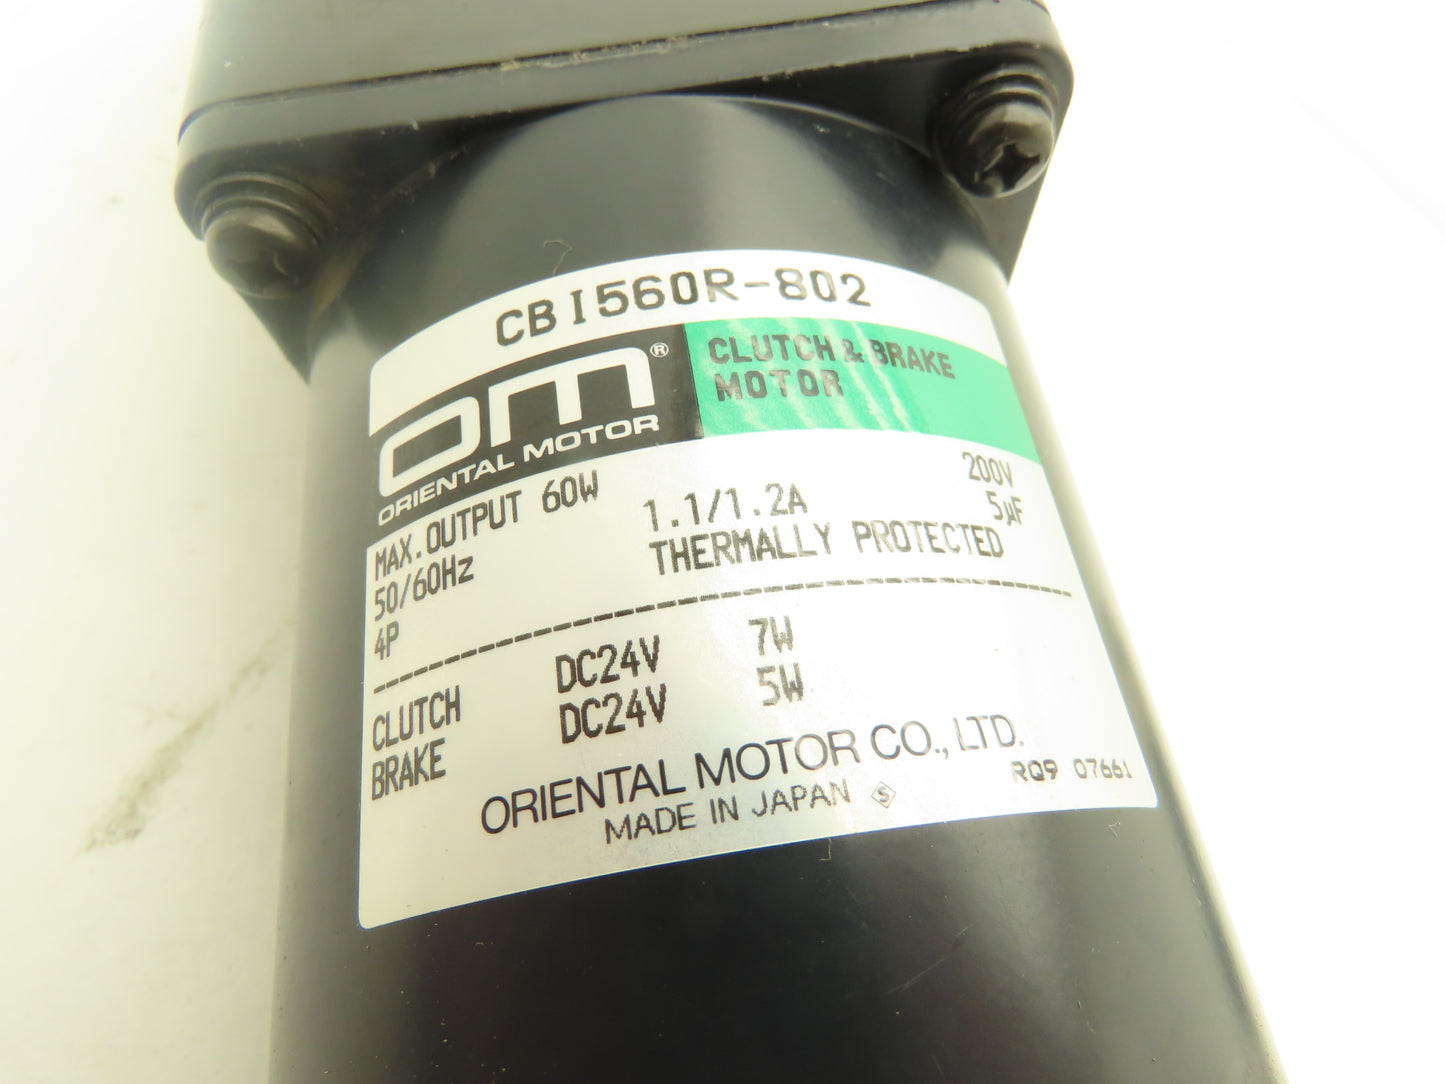 CBI560R-802
om®
ORIENTAL MOTOR
CLUTCH & BRAKE
MOTOR
MAX. OUTPUT 60W 200V
50/60Hz 1.1/1.2A 5µF
4P THERMALLY PROTECTED
CLUTCH DC24V 7W
BRAKE DC24V 5W
ORIENTAL MOTOR CO., LTD.
MADE IN JAPAN S RQ9 07661